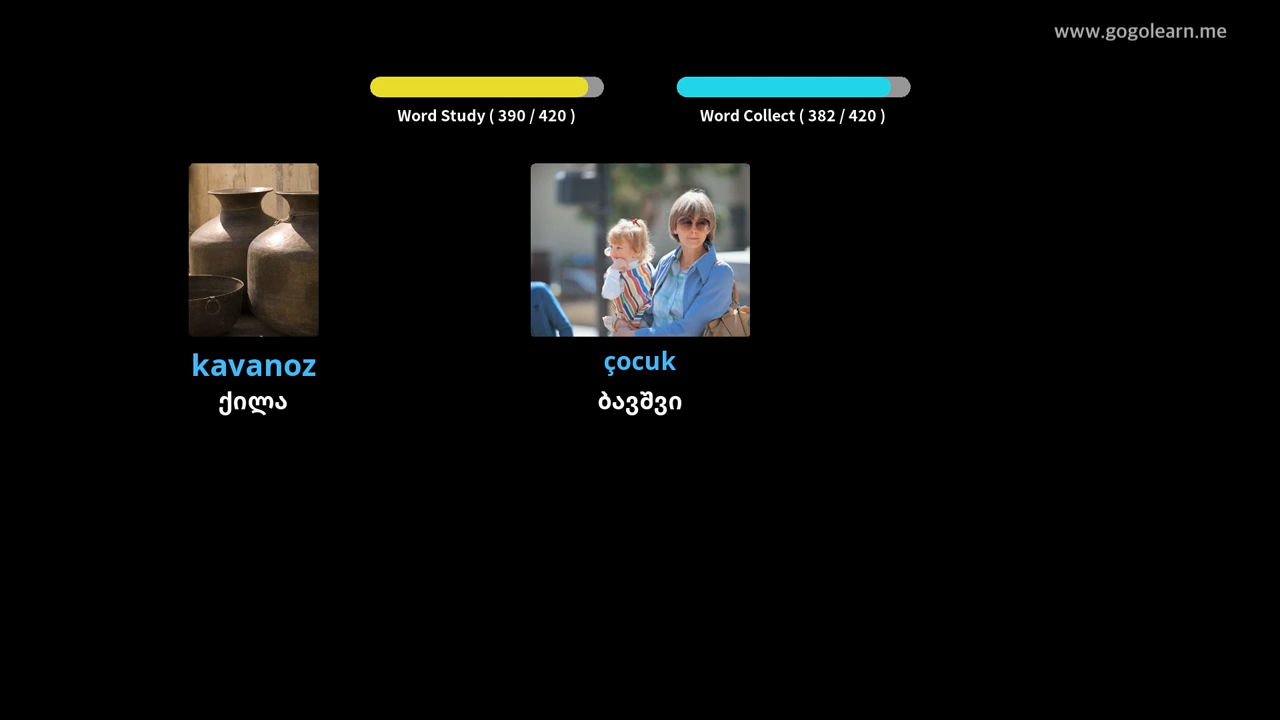 www.gogolearn.me
Word Study ( 390 / 420 )
Word Collect ( 382 / 420 )
kavanoz
ქილა
çocuk
ბავშვი